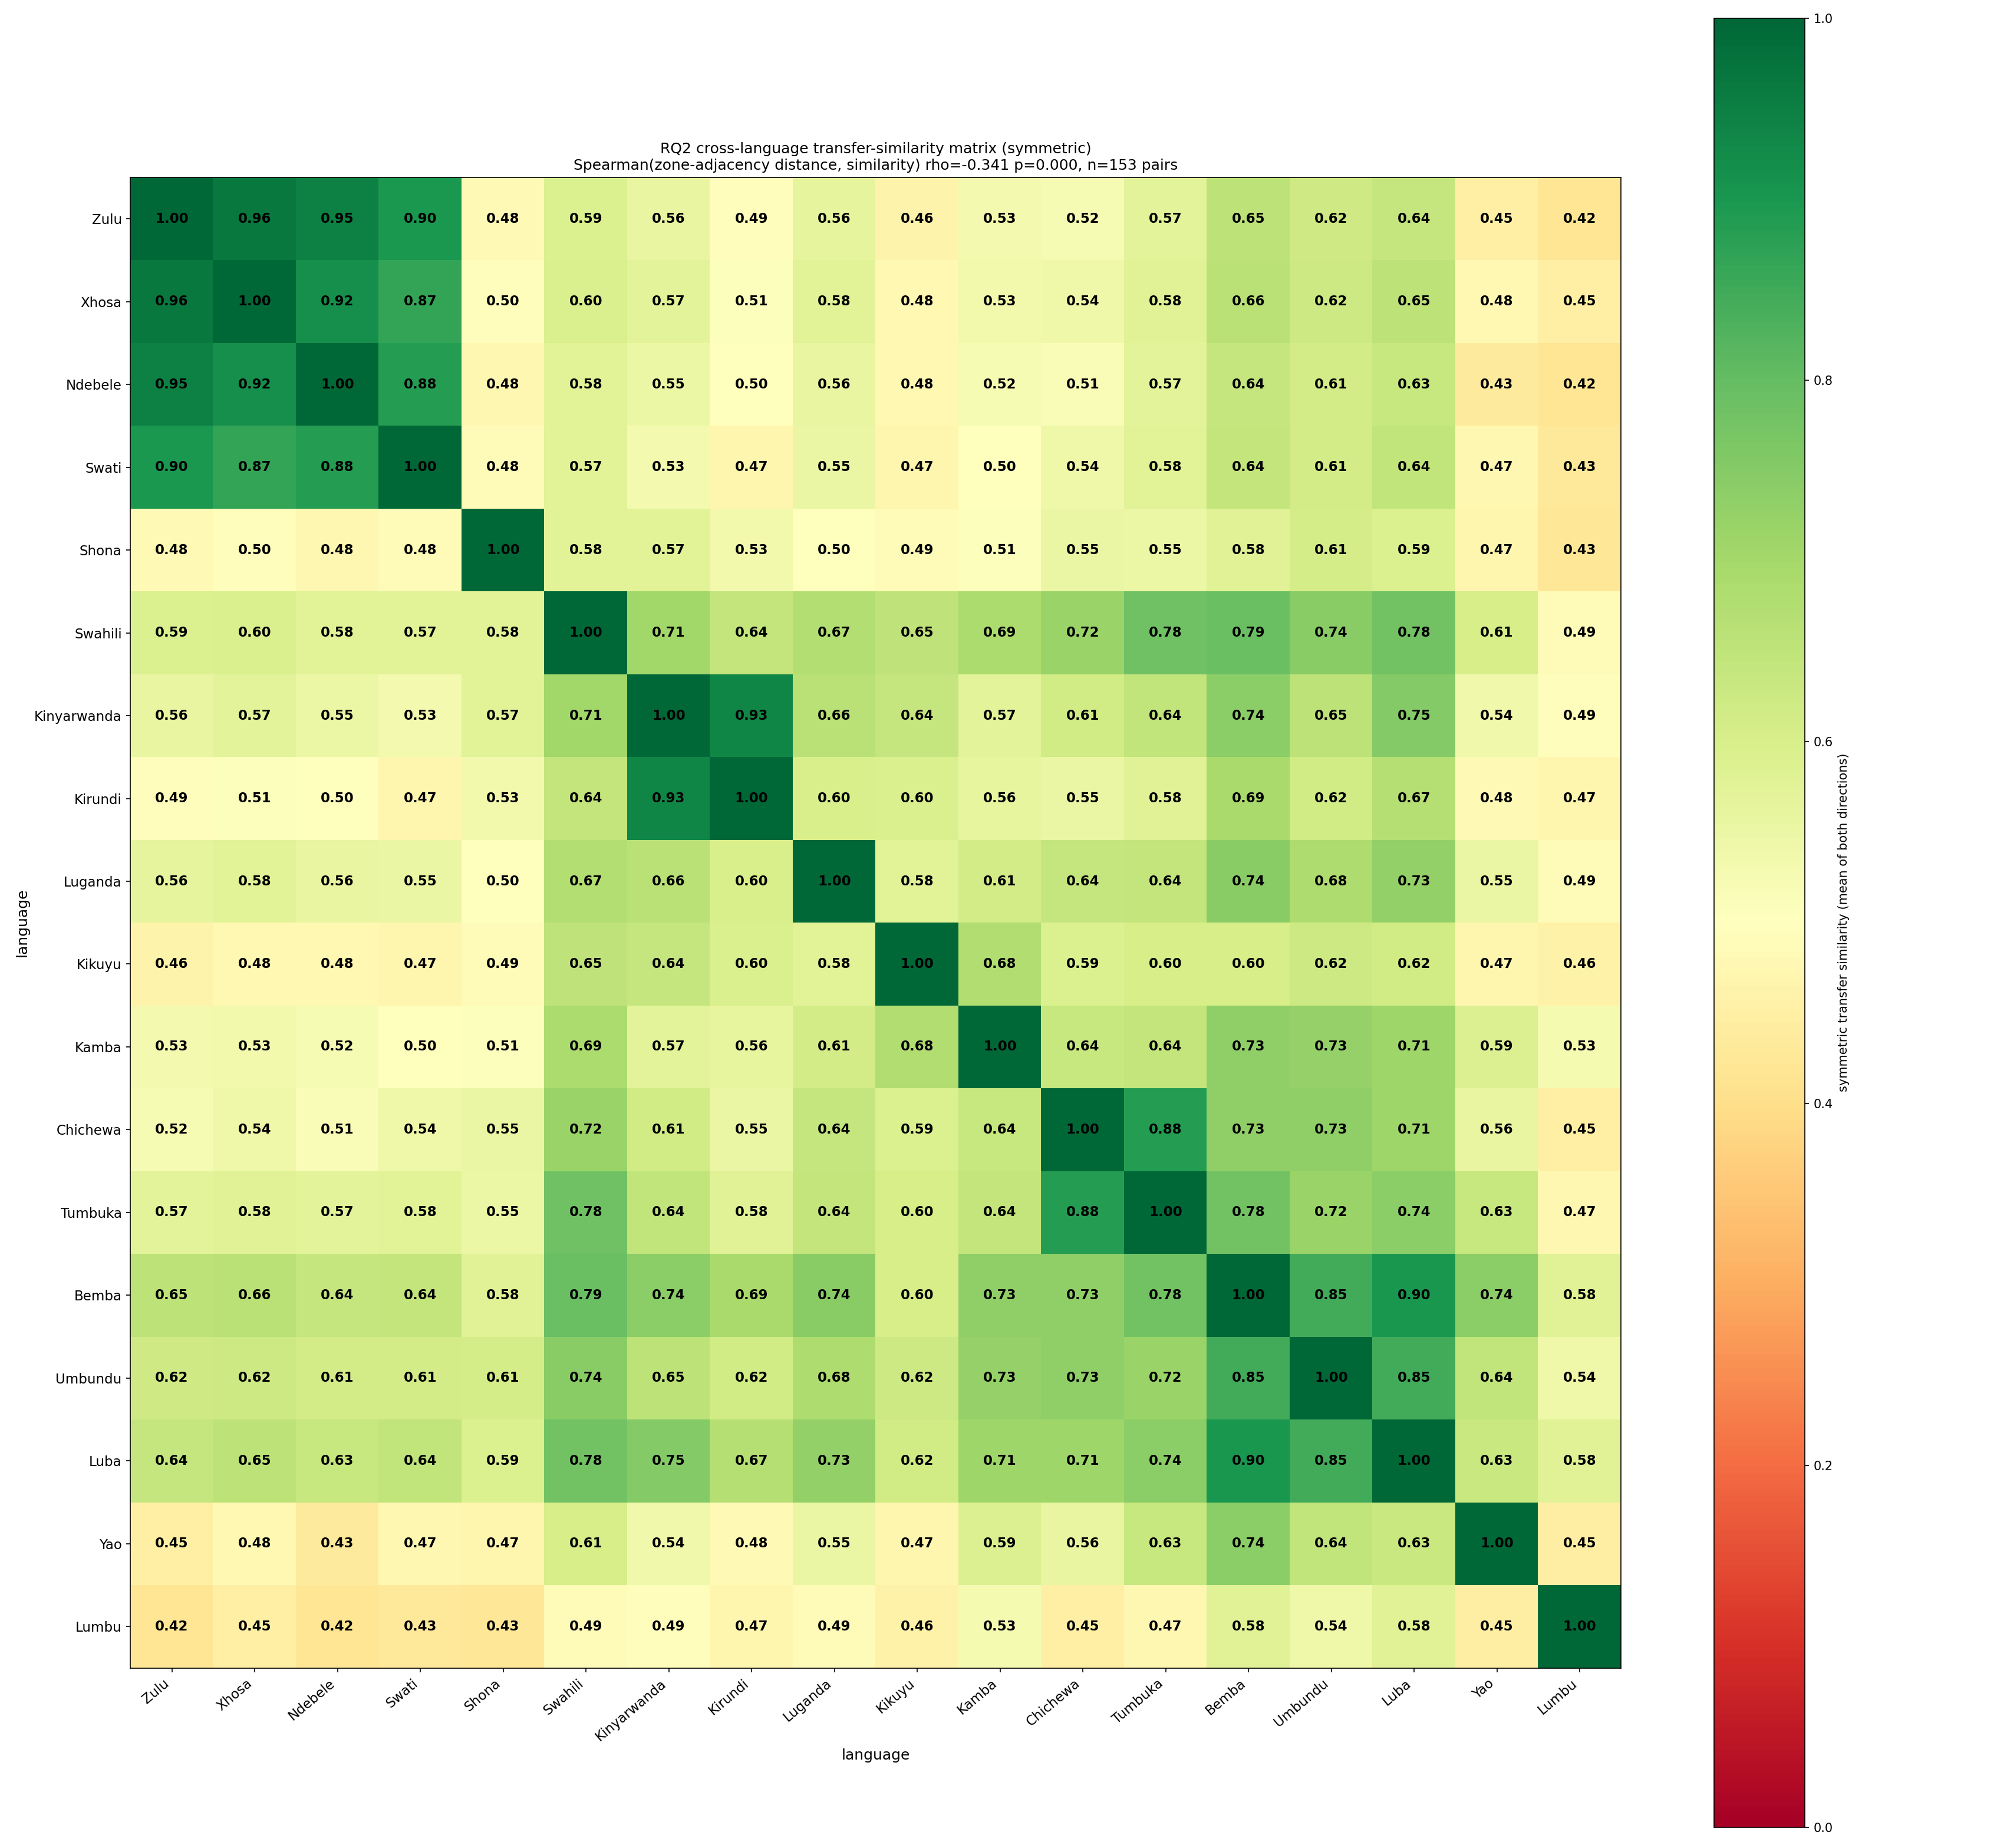 RQ2 cross-language transfer-similarity matrix (symmetric)
Spearman(zone-adjacency distance, similarity) rho=-0.341 p=0.000, n=153 pairs
1.0
Zulu 1.00 0.96 0.95 0.90 0.48 0.59 0.56 0.49 0.56 0.46 0.53 0.52 0.57 0.65 0.62 0.64 0.45 0.42
Xhosa 0.96 1.00 0.92 0.87 0.50 0.60 0.57 0.51 0.58 0.48 0.53 0.54 0.58 0.66 0.62 0.65 0.48 0.45
Ndebele 0.95 0.92 1.00 0.88 0.48 0.58 0.55 0.50 0.56 0.48 0.52 0.51 0.57 0.64 0.61 0.63 0.43 0.42
0.8
Swati 0.90 0.87 0.88 1.00 0.48 0.57 0.53 0.47 0.55 0.47 0.50 0.54 0.58 0.64 0.61 0.64 0.47 0.43
Shona 0.48 0.50 0.48 0.48 1.00 0.58 0.57 0.53 0.50 0.49 0.51 0.55 0.55 0.58 0.61 0.59 0.47 0.43
Swahili 0.59 0.60 0.58 0.57 0.58 1.00 0.71 0.64 0.67 0.65 0.69 0.72 0.78 0.79 0.74 0.78 0.61 0.49
Kinyarwanda 0.56 0.57 0.55 0.53 0.57 0.71 1.00 0.93 0.66 0.64 0.57 0.61 0.64 0.74 0.65 0.75 0.54 0.49
0.6
Kirundi 0.49 0.51 0.50 0.47 0.53 0.64 0.93 1.00 0.60 0.60 0.56 0.55 0.58 0.69 0.62 0.67 0.48 0.47
Luganda 0.56 0.58 0.56 0.55 0.50 0.67 0.66 0.60 1.00 0.58 0.61 0.64 0.64 0.74 0.68 0.73 0.55 0.49
language
symmetric transfer similarity (mean of both directions)
Kikuyu 0.46 0.48 0.48 0.47 0.49 0.65 0.64 0.60 0.58 1.00 0.68 0.59 0.60 0.60 0.62 0.62 0.47 0.46
Kamba 0.53 0.53 0.52 0.50 0.51 0.69 0.57 0.56 0.61 0.68 1.00 0.64 0.64 0.73 0.73 0.71 0.59 0.53
0.4
Chichewa 0.52 0.54 0.51 0.54 0.55 0.72 0.61 0.55 0.64 0.59 0.64 1.00 0.88 0.73 0.73 0.71 0.56 0.45
Tumbuka 0.57 0.58 0.57 0.58 0.55 0.78 0.64 0.58 0.64 0.60 0.64 0.88 1.00 0.78 0.72 0.74 0.63 0.47
Bemba 0.65 0.66 0.64 0.64 0.58 0.79 0.74 0.69 0.74 0.60 0.73 0.73 0.78 1.00 0.85 0.90 0.74 0.58
Umbundu 0.62 0.62 0.61 0.61 0.61 0.74 0.65 0.62 0.68 0.62 0.73 0.73 0.72 0.85 1.00 0.85 0.64 0.54
Luba 0.64 0.65 0.63 0.64 0.59 0.78 0.75 0.67 0.73 0.62 0.71 0.71 0.74 0.90 0.85 1.00 0.63 0.58
0.2
Yao 0.45 0.48 0.43 0.47 0.47 0.61 0.54 0.48 0.55 0.47 0.59 0.56 0.63 0.74 0.64 0.63 1.00 0.45
Lumbu 0.42 0.45 0.42 0.43 0.43 0.49 0.49 0.47 0.49 0.46 0.53 0.45 0.47 0.58 0.54 0.58 0.45 1.00
Zulu Xhosa Ndebele Swati Shona Swahili Kinyarwanda Kirundi Luganda Kikuyu Kamba Chichewa Tumbuka Bemba Umbundu Luba Yao Lumbu
language
0.0